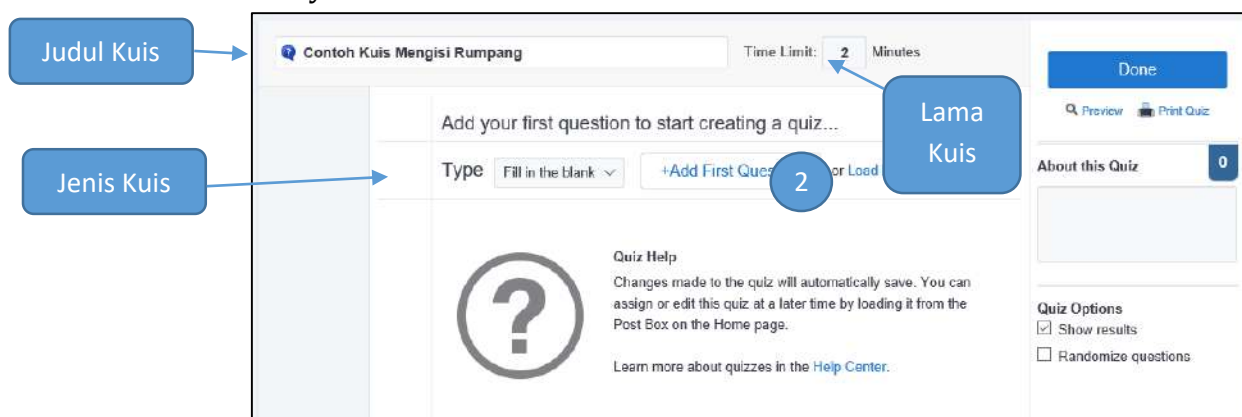 Judul Kuis
Contoh Kuis Mengisi Rumpang
Time Limit: 2 Minutes
Done
Preview Print Quiz
Lama
Kuis
Add your first question to start creating a quiz...
Jenis Kuis
Type Fill in the blank +Add First Ques 2 or Load
About this Quiz 0
Quiz Help
Changes made to the quiz will automatically save. You can
assign or edit this quiz at a later time by loading it from the
Post Box on the Home page.
Learn more about quizzes in the Help Center.
Quiz Options
Show results
Randomize questions